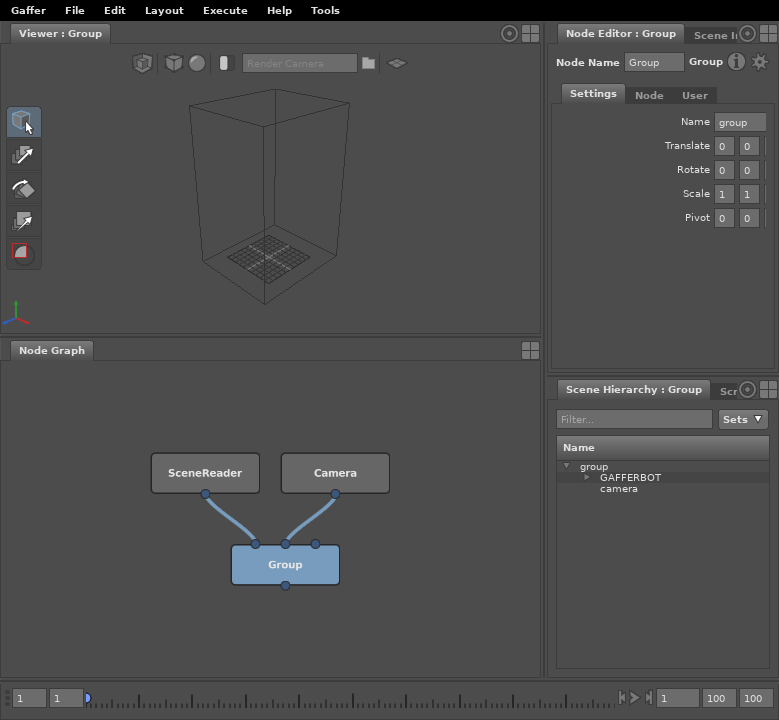 Gaffer File Edit Layout Execute Help Tools
Viewer : Group
Render Camera
Node Graph
SceneReader Camera
Group
Node Editor : Group Scene I
Node Name Group Group
Settings Node User
Name group
Translate 0 0
Rotate 0 0
Scale 1 1
Pivot 0 0
Scene Hierarchy : Group Scr
Filter... Sets
Name
group
GAFFERBOT
camera
1 1 1 100 100